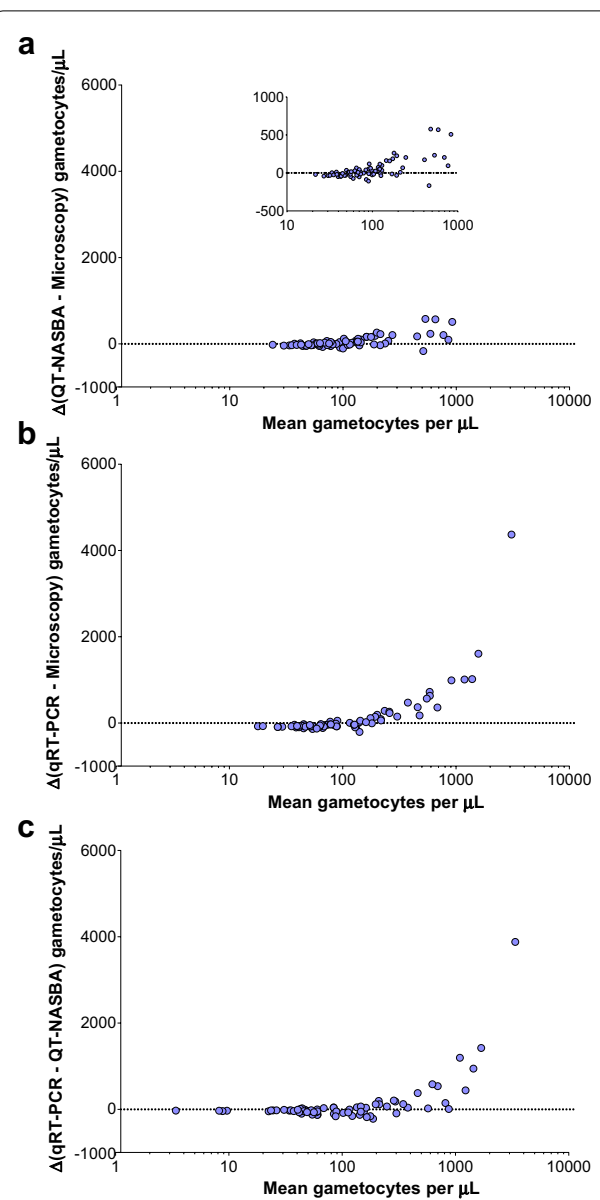 a
Δ(QT-NASBA - Microscopy) gametocytes/μL
6000
4000
2000
0
-1000
1000
500
0
-500
10 100 1000
1 10 100 1000 10000
Mean gametocytes per μL
b
Δ(qRT-PCR - Microscopy) gametocytes/μL
6000
4000
2000
0
-1000
1 10 100 1000 10000
Mean gametocytes per μL
c
Δ(qRT-PCR - QT-NASBA) gametocytes/μL
6000
4000
2000
0
-1000
1 10 100 1000 10000
Mean gametocytes per μL